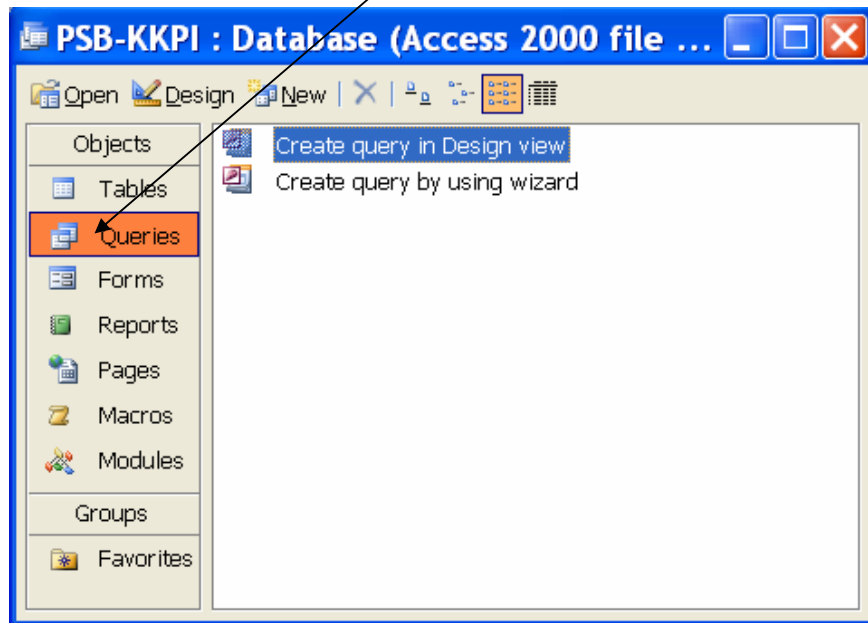 PSB-KKPI : Database (Access 2000 file ...
Open Design New
Objects
Tables
Queries
Forms
Reports
Pages
Macros
Modules
Groups
Favorites
Create query in Design view
Create query by using wizard